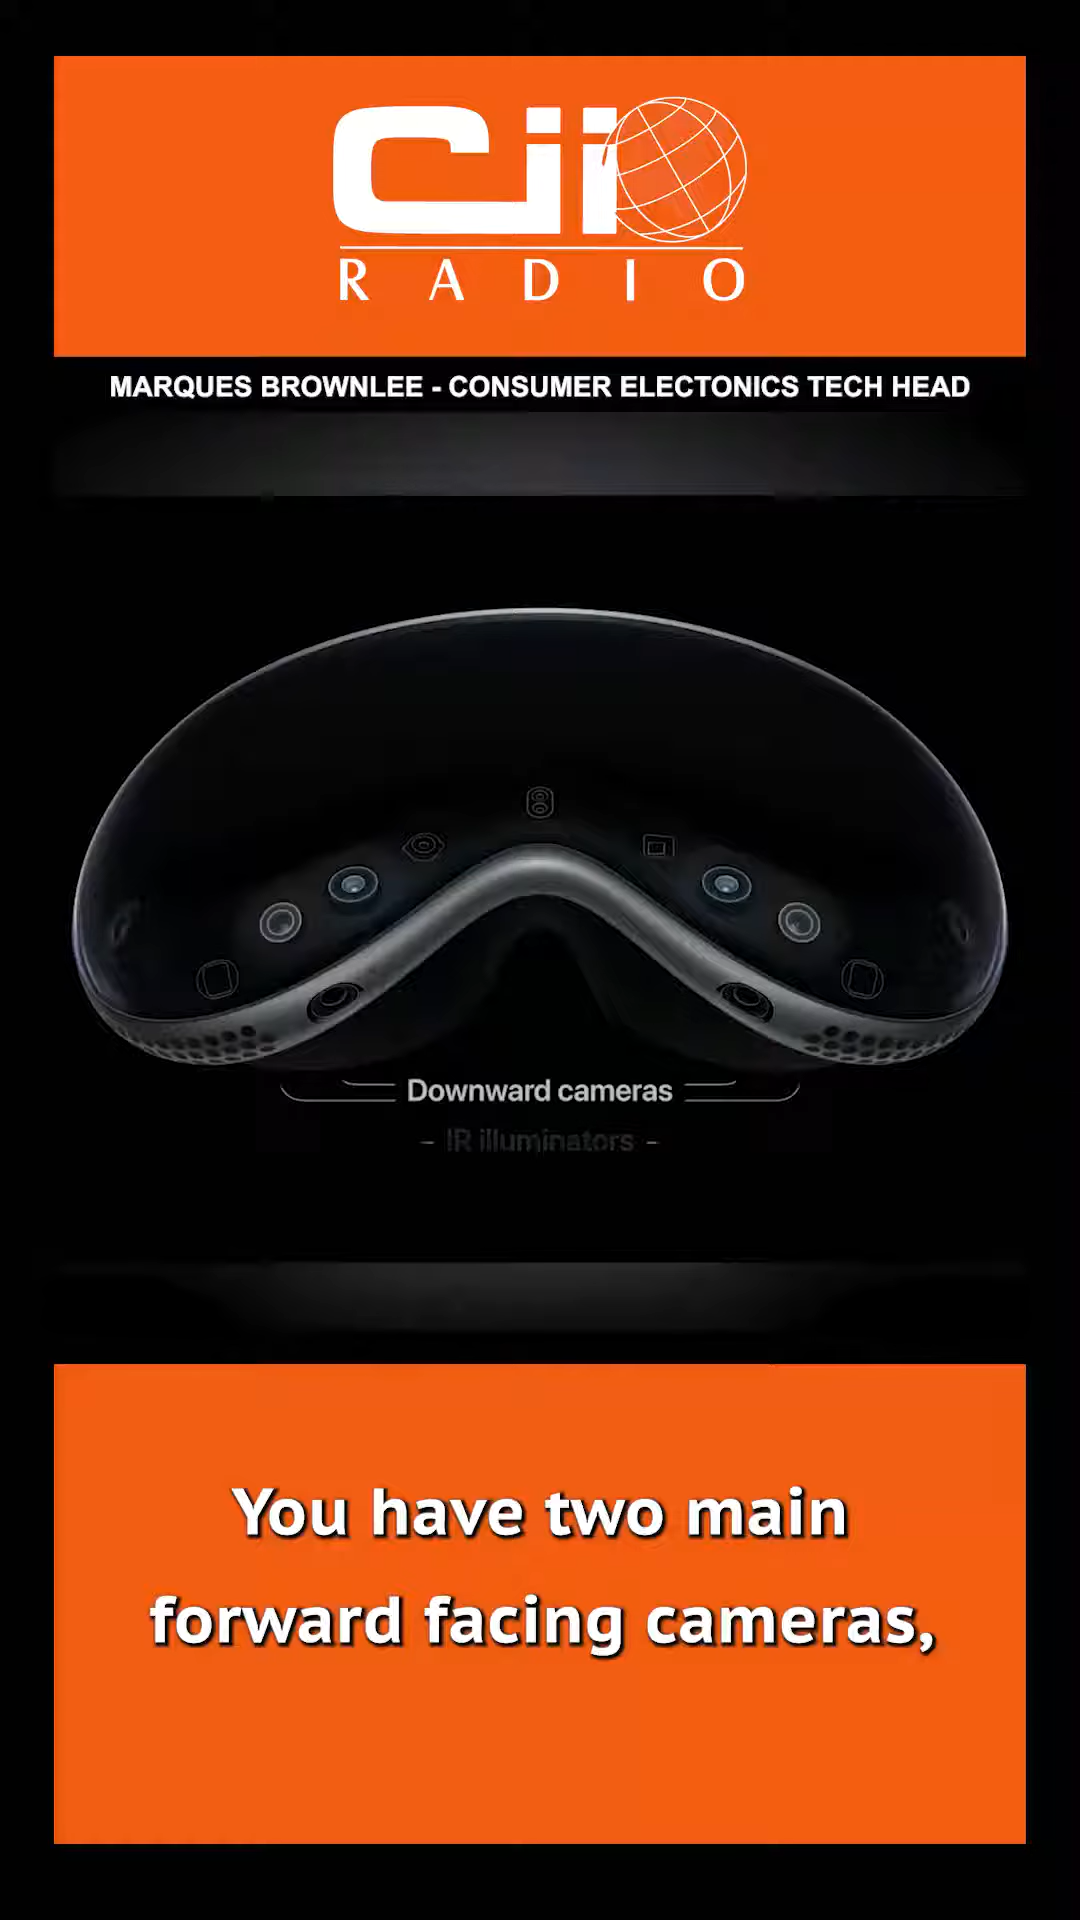 Cii
RADIO
MARQUES BROWNLEE - CONSUMER ELECTONICS TECH HEAD
Downward cameras
- IR illuminators -
You have two main
forward facing cameras,